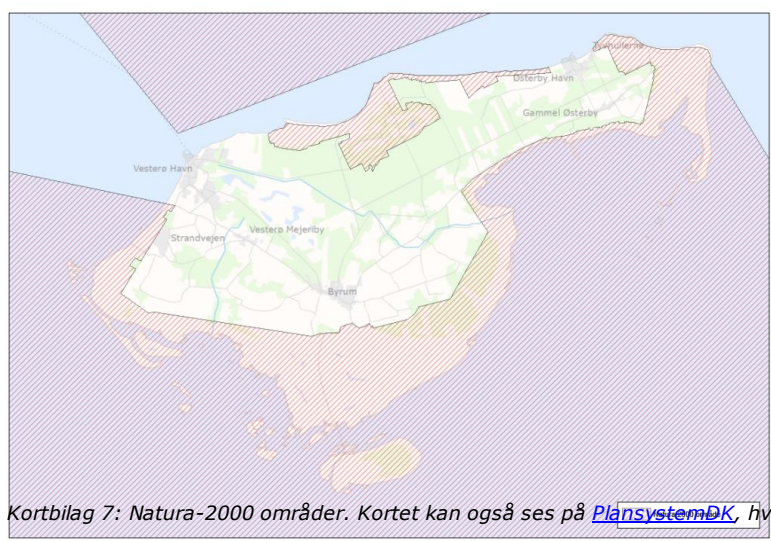 Tyvhullerne
Østerby Havn
Gammel Østerby
Vesterø Havn
Strandvejen
Vesterø Mejeriby
Byrum
Kortbilag 7: Natura-2000 områder. Kortet kan også ses på PlansystemDK, hv